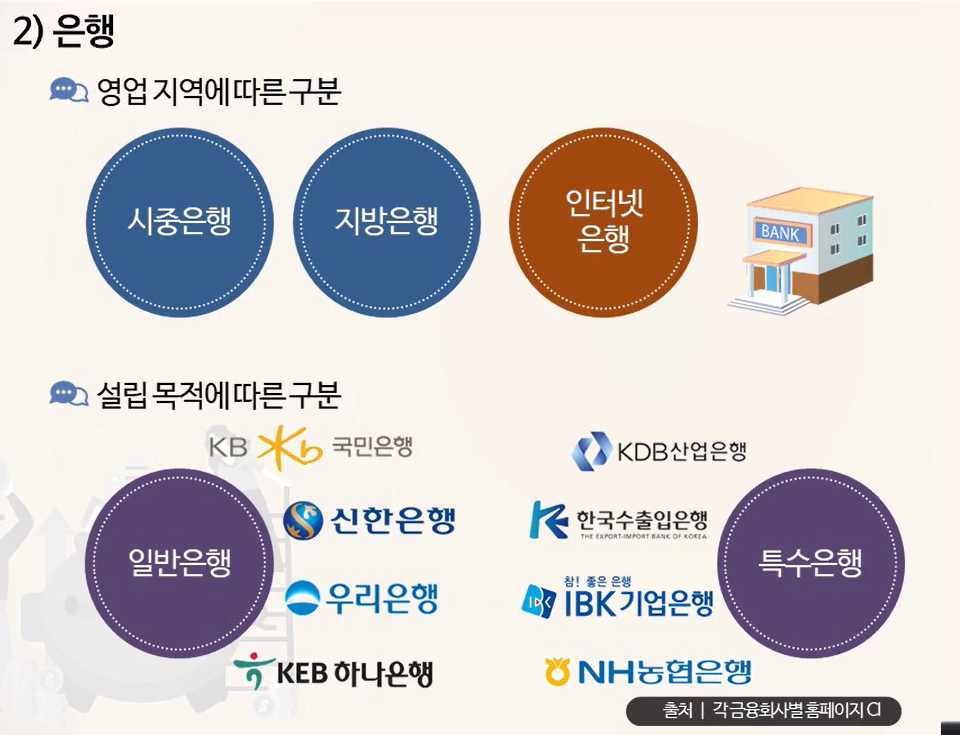 2) 은행
영업 지역에 따른 구분
시중은행
지방은행
인터넷
은행
BANK
설립 목적에 따른 구분
일반은행
KB 국민은행
신한은행
우리은행
KEB 하나은행
KDB산업은행
한국수출입은행
THE EXPORT-IMPORT BANK OF KOREA
참! 좋은 은행
IBK
IBK기업은행
NH농협은행
특수은행
출처 | 각 금융회사별 홈페이지 CI